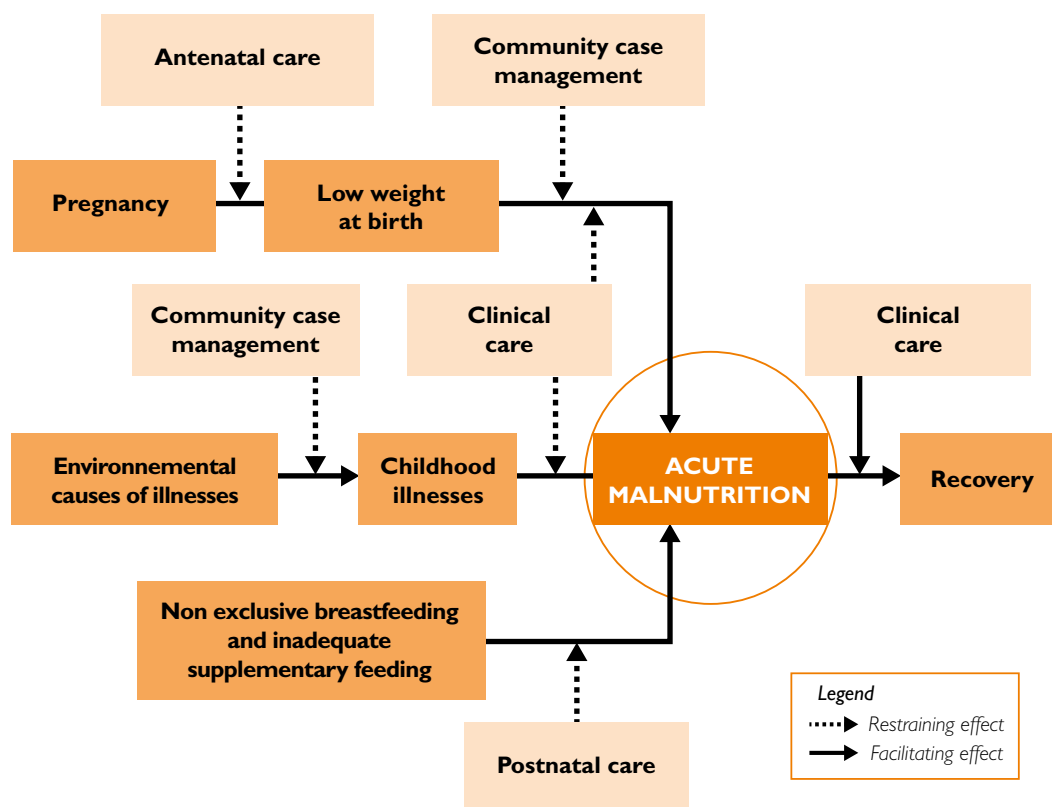 Antenatal care
Community case
management
Pregnancy
Low weight
at birth
Community case
management
Clinical
care
Clinical
care
Environnemental
causes of illnesses
Childhood
illnesses
ACUTE
MALNUTRITION
Recovery
Non exclusive breastfeeding
and inadequate
supplementary feeding
Postnatal care
Legend
Restraining effect
Facilitating effect